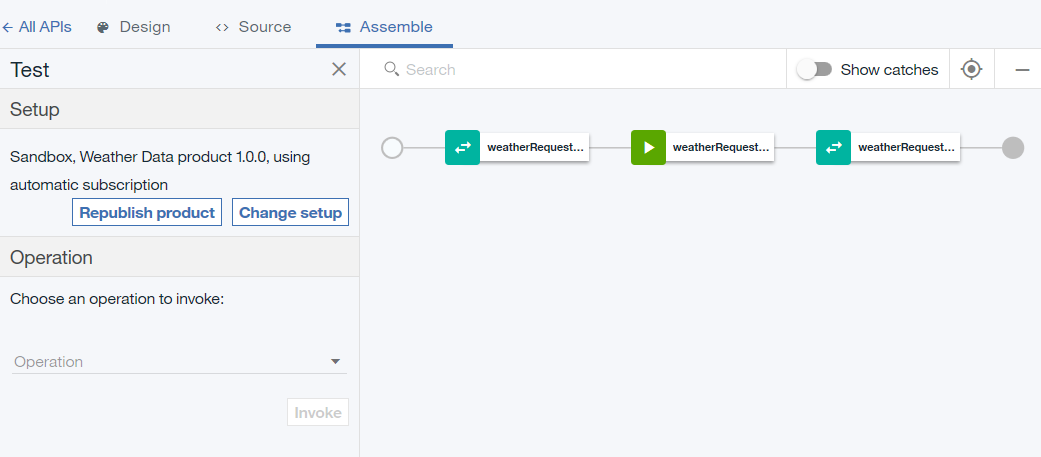 All APIs Design Source Assemble
Test
Search
Show catches
Setup
Sandbox, Weather Data product 1.0.0, using
automatic subscription
Republish product Change setup
Operation
Choose an operation to invoke:
Operation
Invoke
weatherRequest... weatherRequest... weatherRequest...